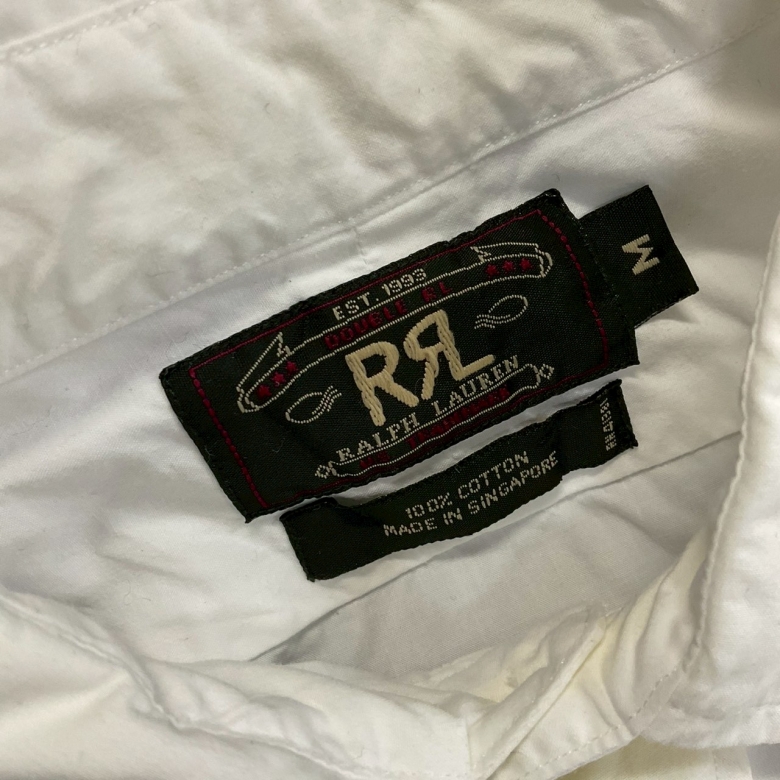 EST. 1993
DOUBLE RL
RRL
RALPH LAUREN
M
100% COTTON
MADE IN SINGAPORE